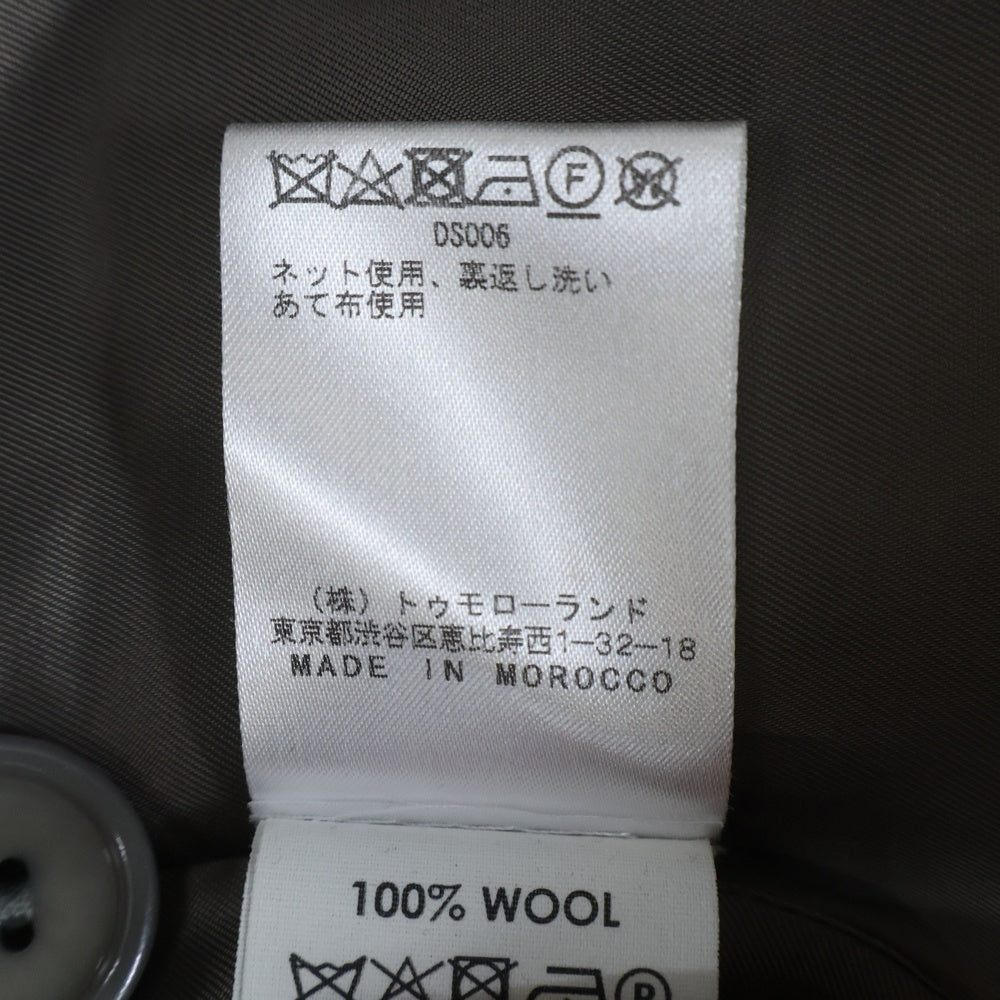 F W
DS006
ネット使用、裏返し洗い
あて布使用
(株)トゥモローランド
東京都渋谷区恵比寿西1-32-18
MADE IN MOROCCO
100% WOOL
P